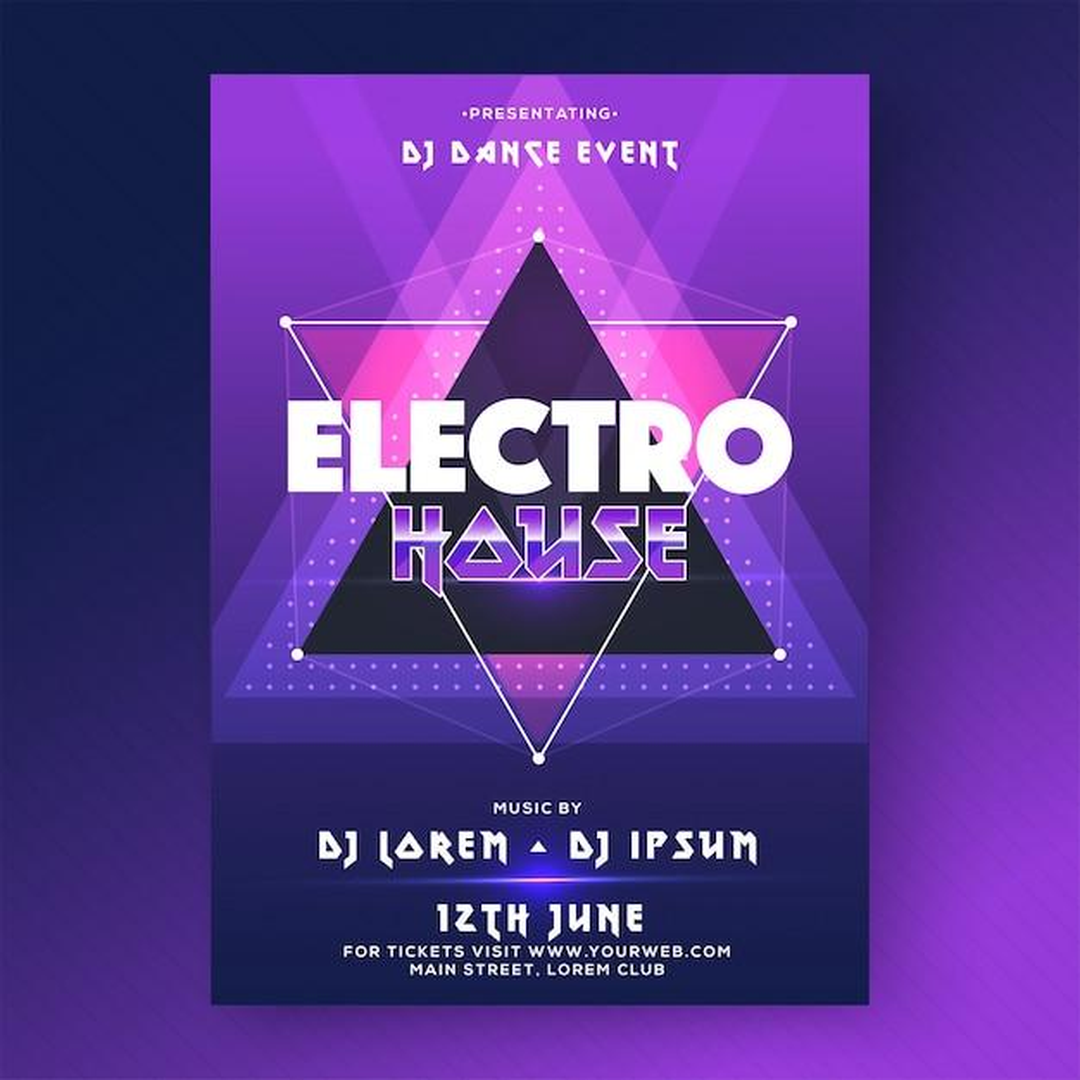 •PRESENTATING•
DJ DANCE EVENT
ELECTRO
HOUSE
MUSIC BY
DJ LOREM ▲ DJ IPSUM
12TH JUNE
FOR TICKETS VISIT WWW.YOURWEB.COM
MAIN STREET, LOREM CLUB